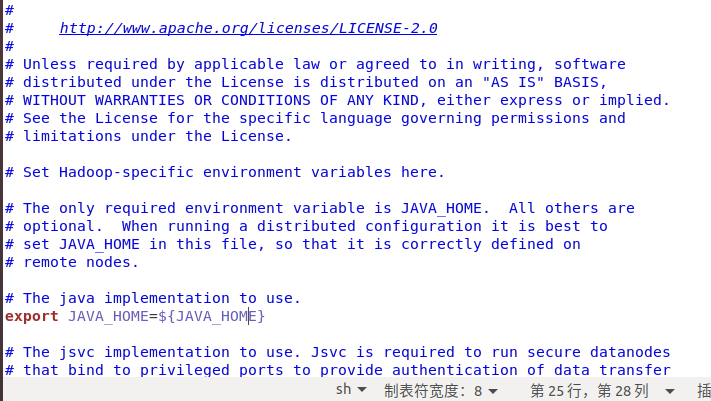 #
#     http://www.apache.org/licenses/LICENSE-2.0
#
# Unless required by applicable law or agreed to in writing, software
# distributed under the License is distributed on an "AS IS" BASIS,
# WITHOUT WARRANTIES OR CONDITIONS OF ANY KIND, either express or implied.
# See the License for the specific language governing permissions and
# limitations under the License.

# Set Hadoop-specific environment variables here.

# The only required environment variable is JAVA_HOME.  All others are
# optional.  When running a distributed configuration it is best to
# set JAVA_HOME in this file, so that it is correctly defined on
# remote nodes.

# The java implementation to use.
export JAVA_HOME=${JAVA_HOME}

# The jsvc implementation to use. Jsvc is required to run secure datanodes
# that bind to privileged ports to provide authentication of data transfer
sh 制表符宽度：8 第 25 行，第 28 列 插